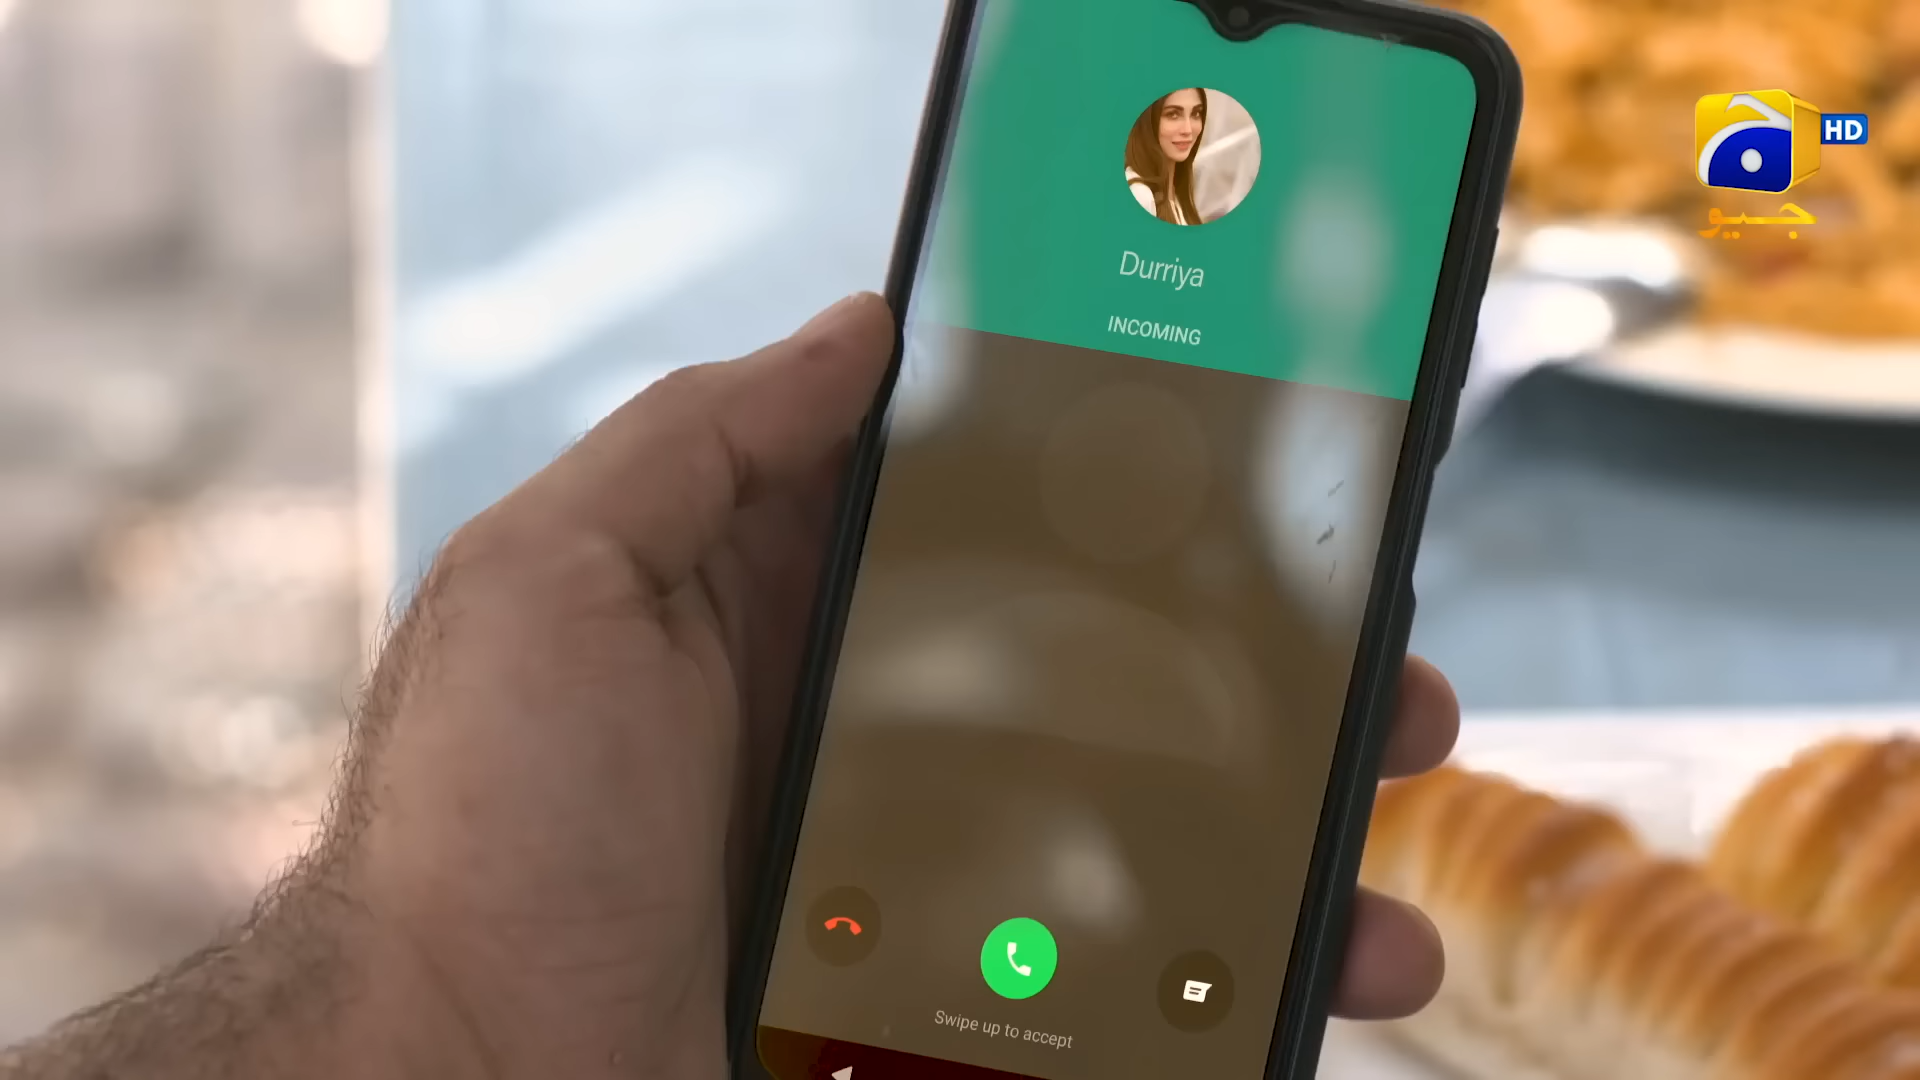 Durriya
INCOMING
Swipe up to accept
HD
جیو